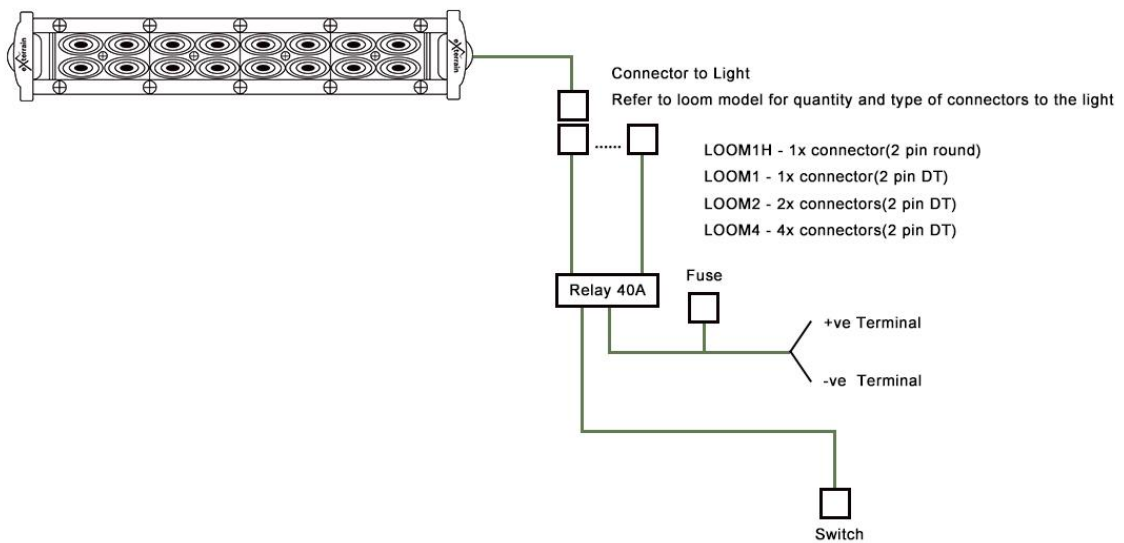 eXterrain
eXterrain
Connector to Light
Refer to loom model for quantity and type of connectors to the light
......
LOOM1H - 1x connector(2 pin round)
LOOM1 - 1x connector(2 pin DT)
LOOM2 - 2x connectors(2 pin DT)
LOOM4 - 4x connectors(2 pin DT)
Fuse
Relay 40A
+ve Terminal
-ve Terminal
Switch